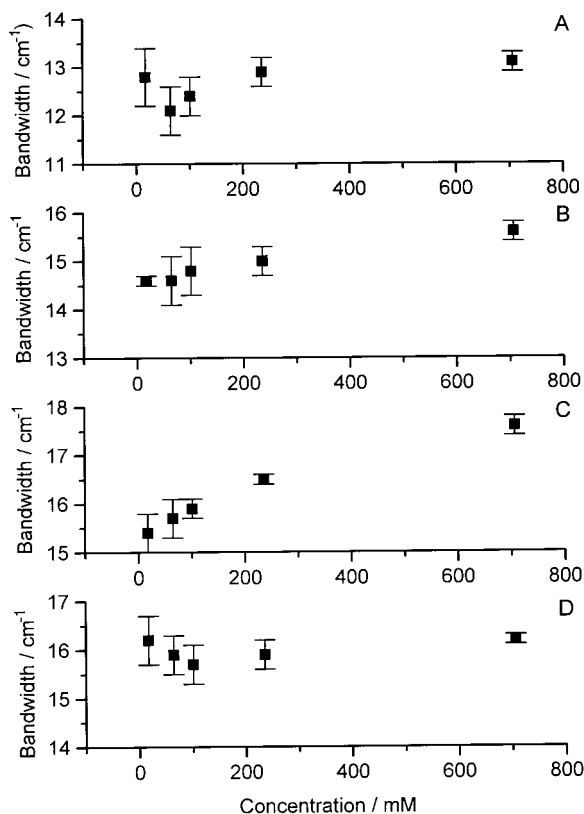 A
Bandwidth / cm-1)
14
13
12
11
0 200 400 600 800
B
Bandwidth / cm-1
16
15
14
13
0 200 400 600 800
C
Bandwidth / cm-1
18
17
16
15
0 200 400 600 800
D
Bandwidth / cm-1
17
16
15
14
0 200 400 600 800
Concentration / mM